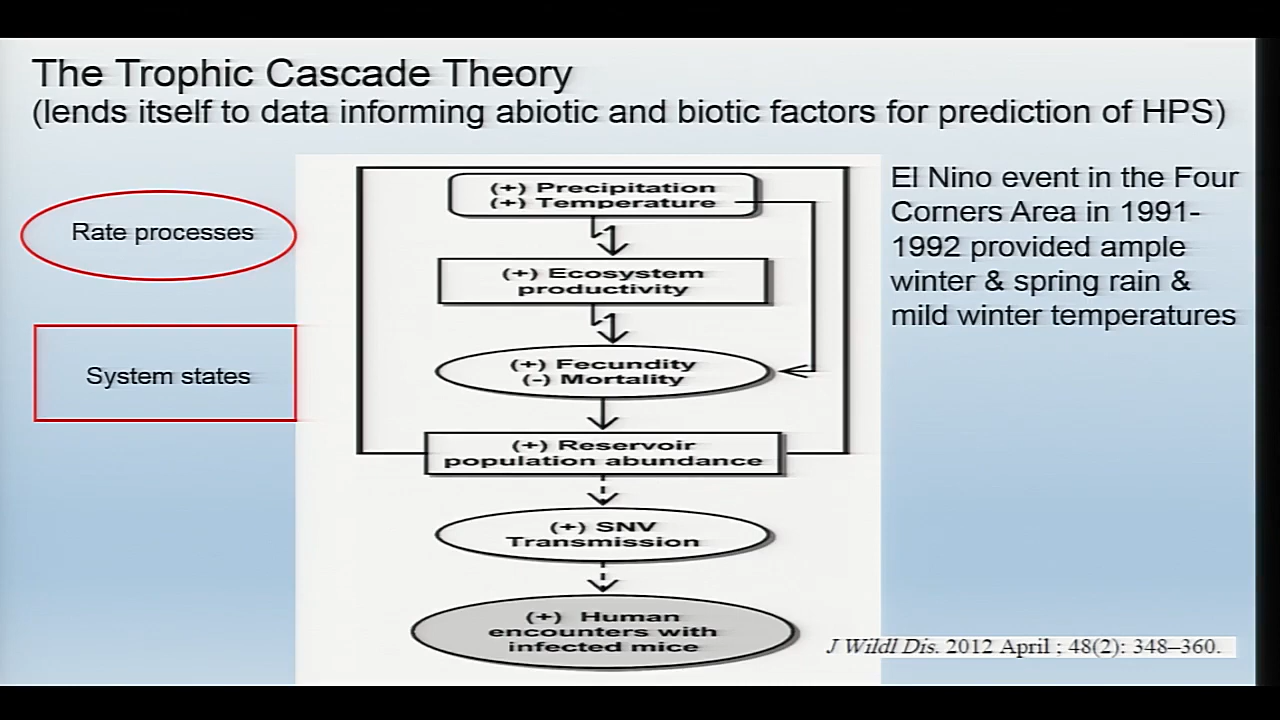 The Trophic Cascade Theory
(lends itself to data informing abiotic and biotic factors for prediction of HPS)
Rate processes
System states
(+) Precipitation
(+) Temperature
(+) Ecosystem
productivity
(+) Fecundity
(-) Mortality
(+) Reservoir
population abundance
(+) SNV
Transmission
(+) Human
encounters with
infected mice
El Nino event in the Four
Corners Area in 1991-
1992 provided ample
winter & spring rain &
mild winter temperatures
J Wildl Dis. 2012 April ; 48(2): 348–360.